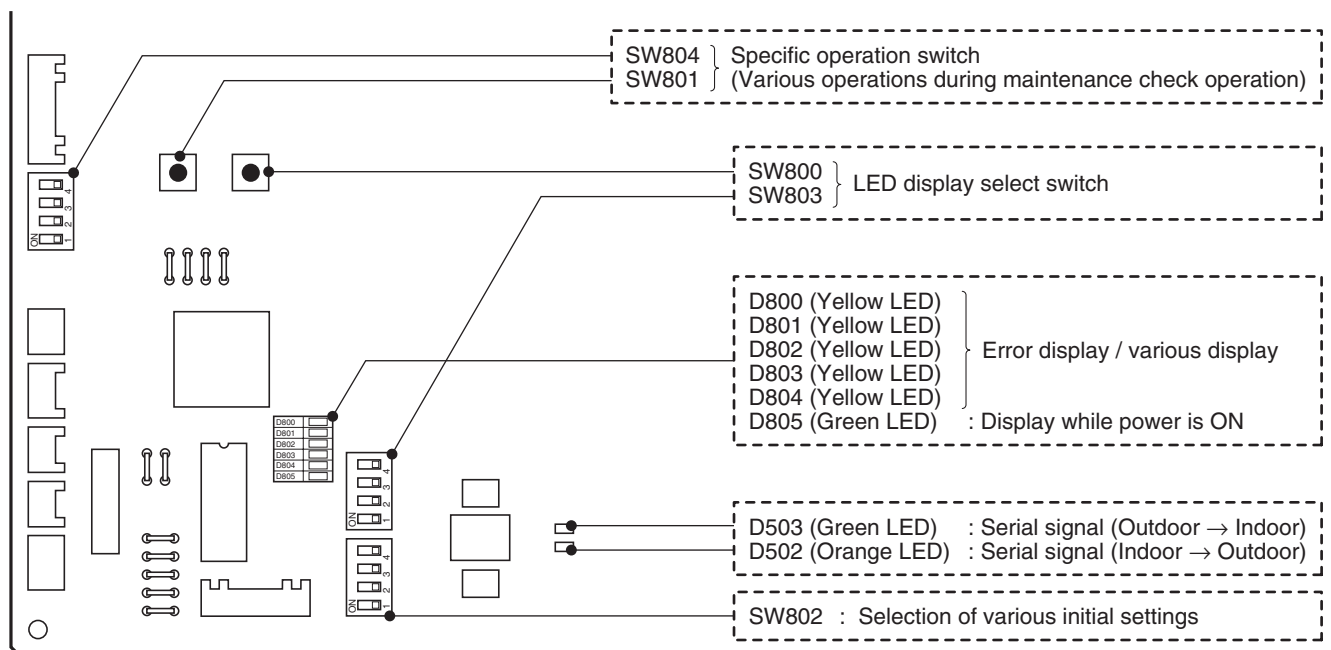 SW804
SW801
Specific operation switch
(Various operations during maintenance check operation)
SW800
SW803
LED display select switch
4
3
2
1
ON
D800 (Yellow LED)
D801 (Yellow LED)
D802 (Yellow LED)
D803 (Yellow LED)
D804 (Yellow LED)
Error display / various display
D805 (Green LED) : Display while power is ON
D800
D801
D802
D803
D804
D805
4
3
2
1
ON
D503 (Green LED) : Serial signal (Outdoor → Indoor)
D502 (Orange LED) : Serial signal (Indoor → Outdoor)
4
3
2
1
ON
SW802 : Selection of various initial settings